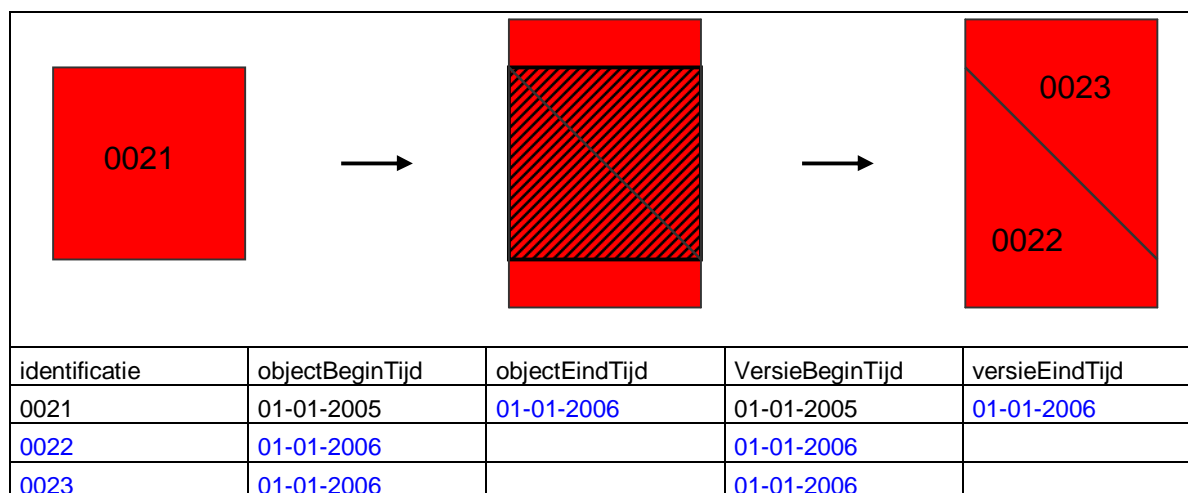 0021
0023
0022
identificatie objectBeginTijd objectEindTijd VersieBeginTijd versieEindTijd
0021 01-01-2005 01-01-2006 01-01-2005 01-01-2006
0022 01-01-2006 01-01-2006
0023 01-01-2006 01-01-2006